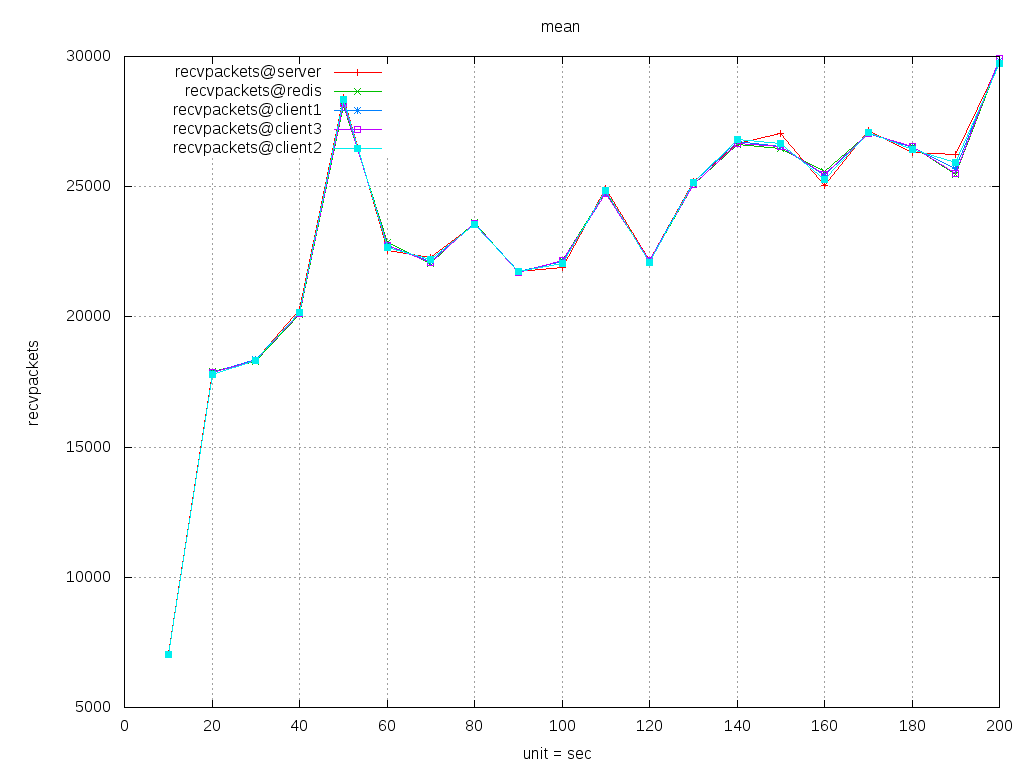 mean
30000
25000
20000
15000
10000
5000
recvpackets@server
recvpackets@redis
recvpackets@client1
recvpackets@client3
recvpackets@client2
recvpackets
0 20 40 60 80 100 120 140 160 180 200
unit = sec